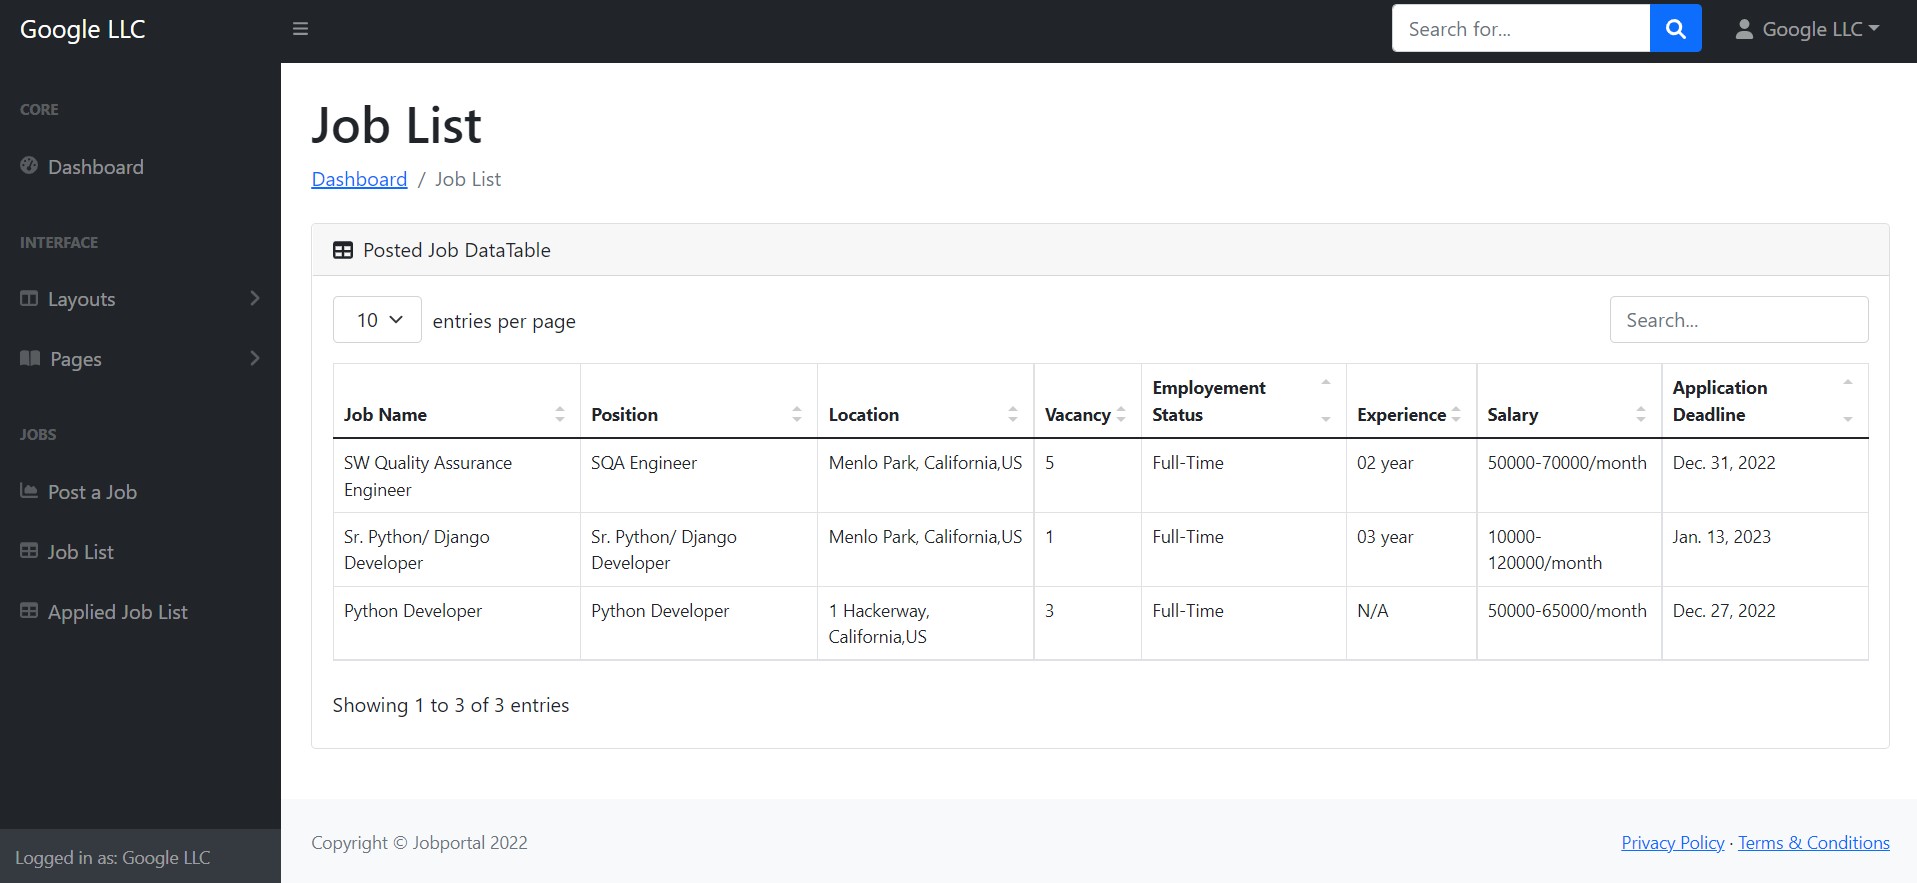 Google LLC
Search for...
Google LLC
CORE
Dashboard
INTERFACE
Layouts
Pages
JOBS
Post a Job
Job List
Applied Job List
Logged in as: Google LLC
Job List
Dashboard / Job List
Posted Job DataTable
10 entries per page
Search...
Job Name Position Location Vacancy Employement Status Experience Salary Application Deadline
SW Quality Assurance Engineer SQA Engineer Menlo Park, California,US 5 Full-Time 02 year 50000-70000/month Dec. 31, 2022
Sr. Python/ Django Developer Sr. Python/ Django Developer Menlo Park, California,US 1 Full-Time 03 year 10000-120000/month Jan. 13, 2023
Python Developer Python Developer 1 Hackerway, California,US 3 Full-Time N/A 50000-65000/month Dec. 27, 2022
Showing 1 to 3 of 3 entries
Copyright © Jobportal 2022
Privacy Policy · Terms & Conditions